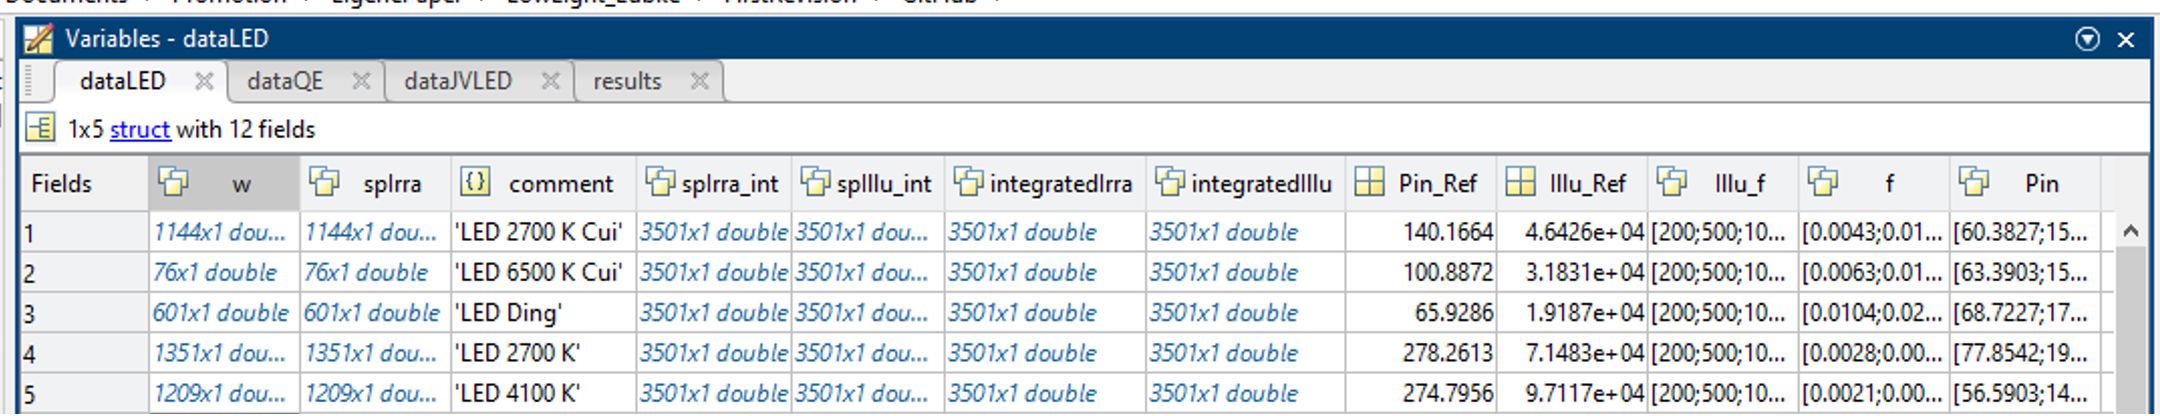 Documents › Promotion › EigenePaper › LowLight_Lübke › FirstRevision › GitHub ›
Variables - dataLED
dataLED dataQE dataJVLED results
1x5 struct with 12 fields
Fields w spIrra comment spIrra_int spIllu_int integratedIrra integratedIllu Pin_Ref Illu_Ref Illu_f f Pin
1 1144x1 dou... 1144x1 dou... 'LED 2700 K Cui' 3501x1 double 3501x1 dou... 3501x1 double 3501x1 double 140.1664 4.6426e+04 [200;500;10... [0.0043;0.01... [60.3827;15...
2 76x1 double 76x1 double 'LED 6500 K Cui' 3501x1 double 3501x1 dou... 3501x1 double 3501x1 double 100.8872 3.1831e+04 [200;500;10... [0.0063;0.01... [63.3903;15...
3 601x1 double 601x1 double 'LED Ding' 3501x1 double 3501x1 dou... 3501x1 double 3501x1 double 65.9286 1.9187e+04 [200;500;10... [0.0104;0.02... [68.7227;17...
4 1351x1 dou... 1351x1 dou... 'LED 2700 K' 3501x1 double 3501x1 dou... 3501x1 double 3501x1 double 278.2613 7.1483e+04 [200;500;10... [0.0028;0.00... [77.8542;19...
5 1209x1 dou... 1209x1 dou... 'LED 4100 K' 3501x1 double 3501x1 dou... 3501x1 double 3501x1 double 274.7956 9.7117e+04 [200;500;10... [0.0021;0.00... [56.5903;14...